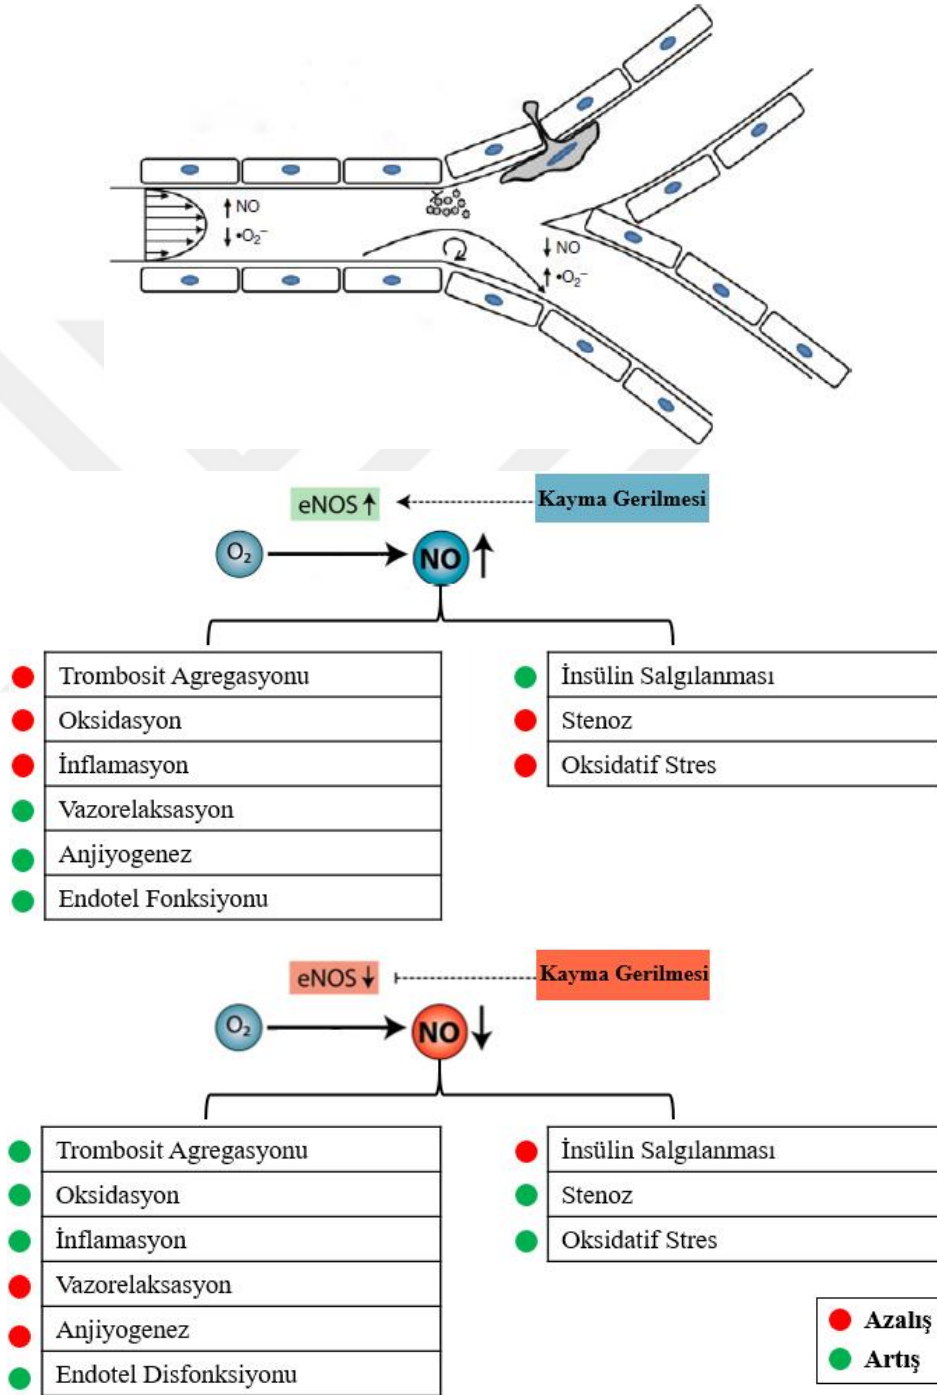 ↑ NO
↓ •O₂⁻
↓ NO
↑ •O₂⁻
eNOS ↑
Kayma Gerilmesi
O₂
NO ↑
Trombosit Agregasyonu
Oksidasyon
İnflamasyon
Vazorelaksasyon
Anjiyogenez
Endotel Fonksiyonu
İnsülin Salgılanması
Stenoz
Oksidatif Stres
eNOS ↓
Kayma Gerilmesi
O₂
NO ↓
Trombosit Agregasyonu
Oksidasyon
İnflamasyon
Vazorelaksasyon
Anjiyogenez
Endotel Disfonksiyonu
İnsülin Salgılanması
Stenoz
Oksidatif Stres
Azalış
Artış